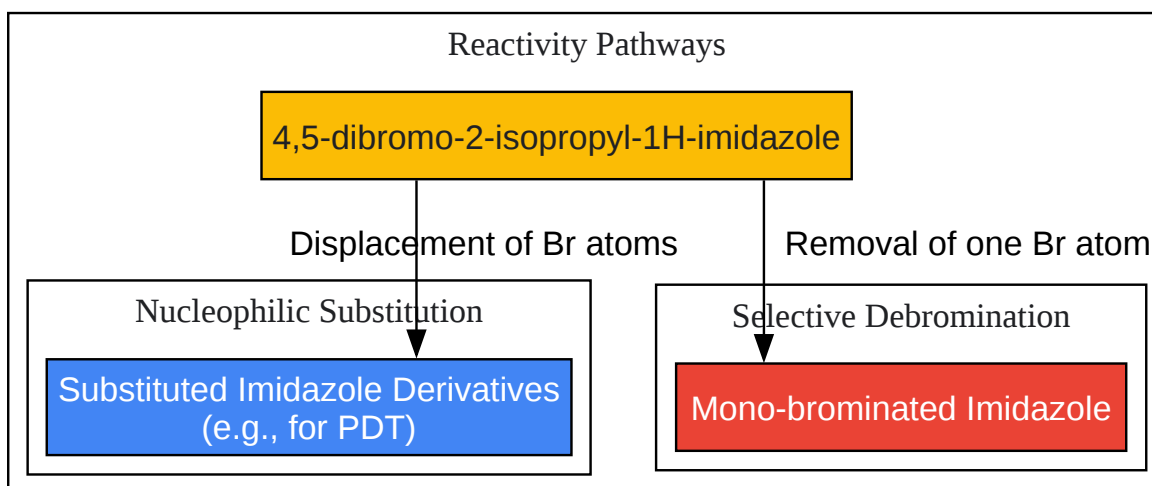 Reactivity Pathways
4,5-dibromo-2-isopropyl-1H-imidazole
Displacement of Br atoms
Removal of one Br atom
Nucleophilic Substitution
Selective Debromination
Substituted Imidazole Derivatives
(e.g., for PDT)
Mono-brominated Imidazole